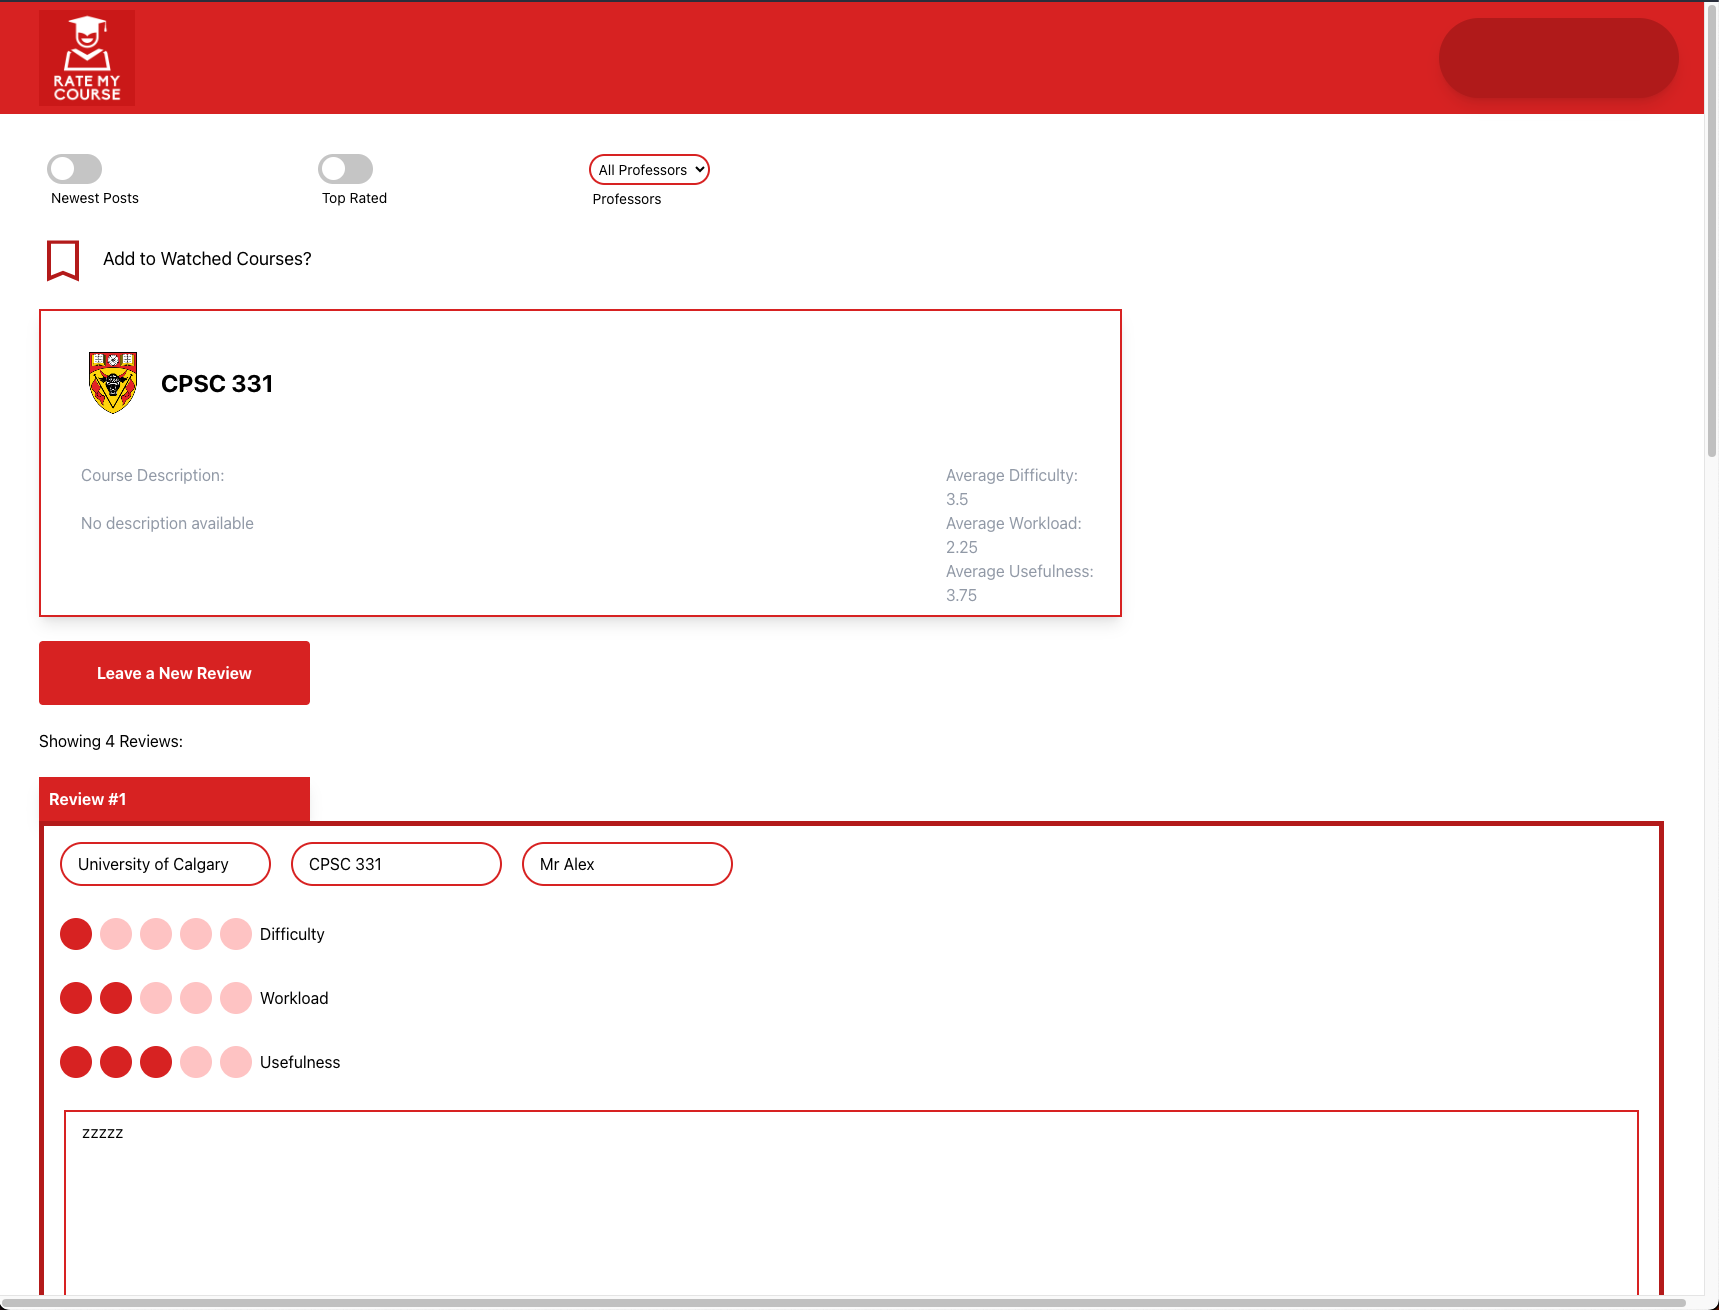 RATE MY
COURSE
Newest Posts
Top Rated
All Professors
Professors
Add to Watched Courses?
CPSC 331
Course Description:
No description available
Average Difficulty:
3.5
Average Workload:
2.25
Average Usefulness:
3.75
Leave a New Review
Showing 4 Reviews:
Review #1
University of Calgary
CPSC 331
Mr Alex
Difficulty
Workload
Usefulness
zzzzz